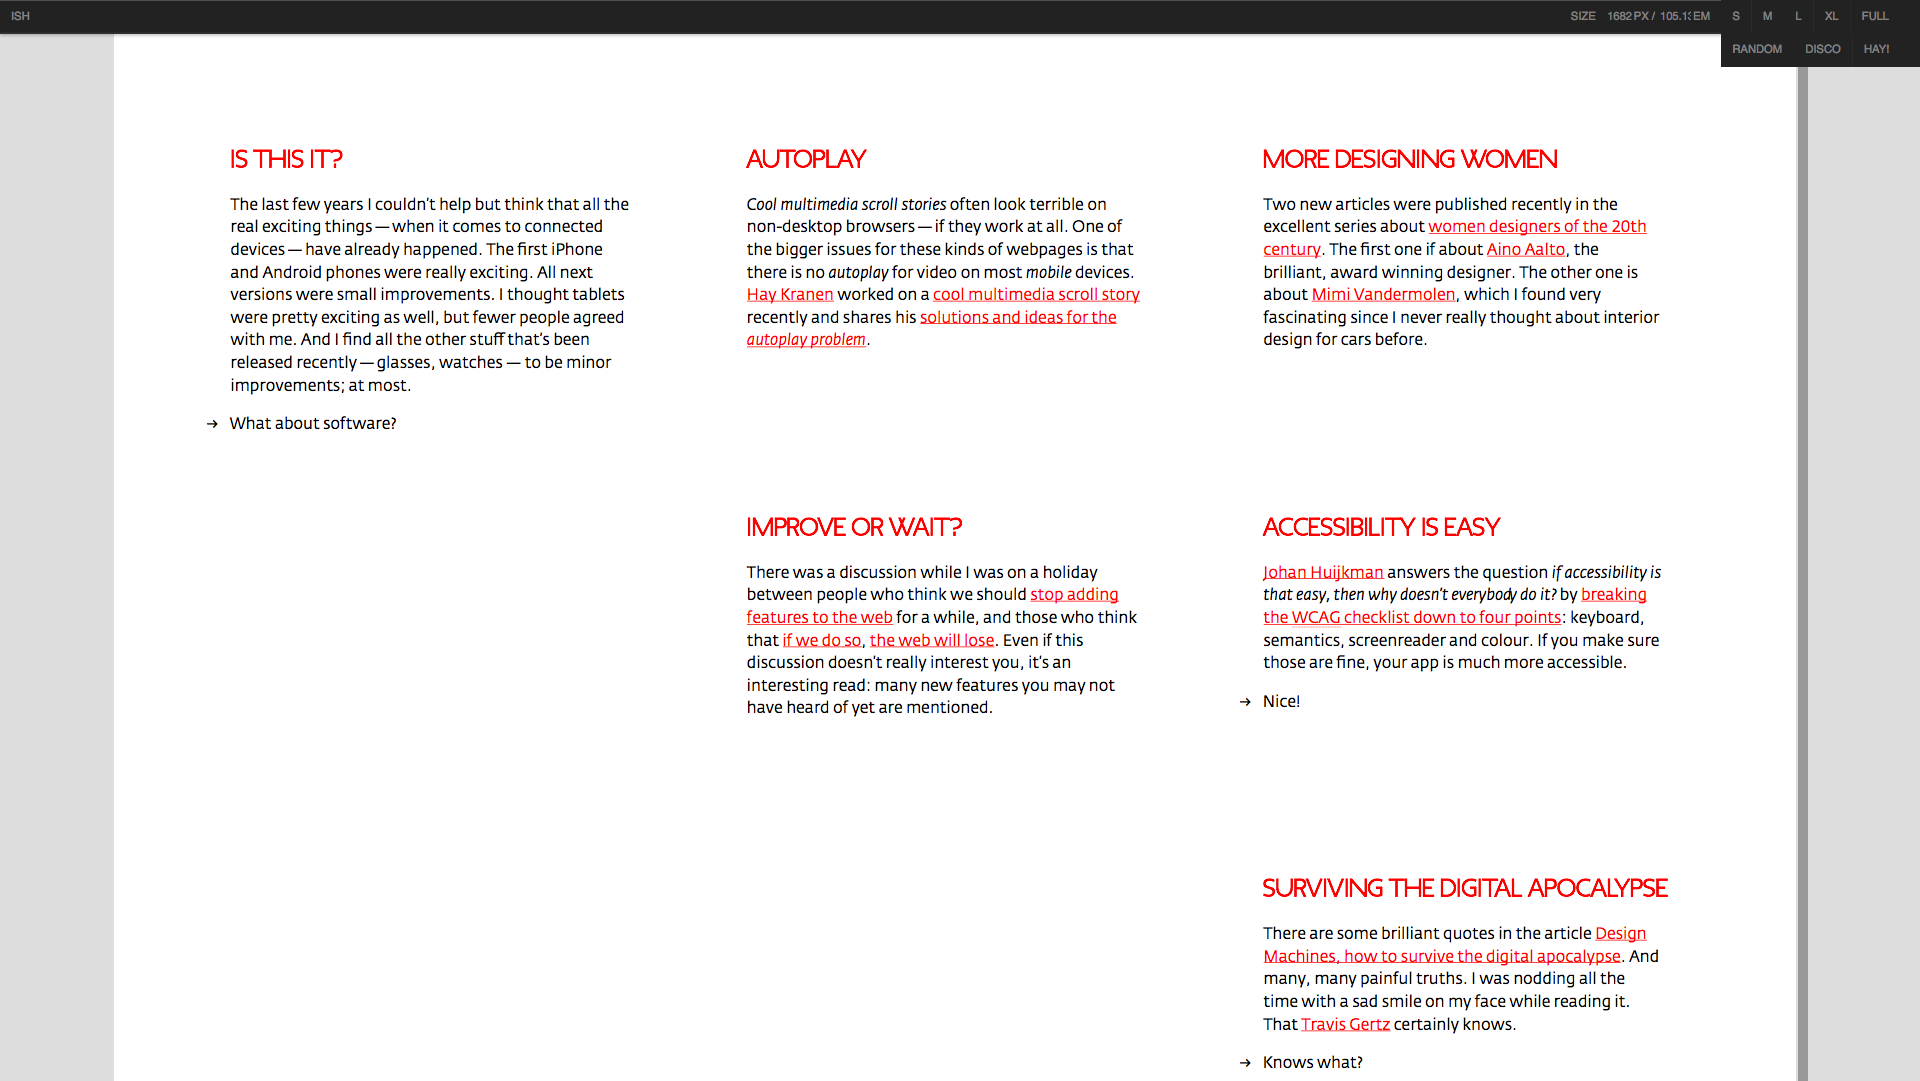 ISH
SIZE 1682PX / 105.13EM
S M L XL FULL
RANDOM DISCO HAY!
IS THIS IT?
The last few years I couldn't help but think that all the
real exciting things — when it comes to connected
devices — have already happened. The first iPhone
and Android phones were really exciting. All next
versions were small improvements. I thought tablets
were pretty exciting as well, but fewer people agreed
with me. And I find all the other stuff that's been
released recently — glasses, watches — to be minor
improvements; at most.
→ What about software?
AUTOPLAY
Cool multimedia scroll stories often look terrible on
non-desktop browsers — if they work at all. One of
the bigger issues for these kinds of webpages is that
there is no autoplay for video on most mobile devices.
Hay Kranen worked on a cool multimedia scroll story
recently and shares his solutions and ideas for the
autoplay problem.
IMPROVE OR WAIT?
There was a discussion while I was on a holiday
between people who think we should stop adding
features to the web for a while, and those who think
that if we do so, the web will lose. Even if this
discussion doesn't really interest you, it's an
interesting read: many new features you may not
have heard of yet are mentioned.
MORE DESIGNING WOMEN
Two new articles were published recently in the
excellent series about women designers of the 20th
century. The first one if about Aino Aalto, the
brilliant, award winning designer. The other one is
about Mimi Vandermolen, which I found very
fascinating since I never really thought about interior
design for cars before.
ACCESSIBILITY IS EASY
Johan Huijkman answers the question if accessibility is
that easy, then why doesn't everybody do it? by breaking
the WCAG checklist down to four points: keyboard,
semantics, screenreader and colour. If you make sure
those are fine, your app is much more accessible.
→ Nice!
SURVIVING THE DIGITAL APOCALYPSE
There are some brilliant quotes in the article Design
Machines, how to survive the digital apocalypse. And
many, many painful truths. I was nodding all the
time with a sad smile on my face while reading it.
That Travis Gertz certainly knows.
→ Knows what?